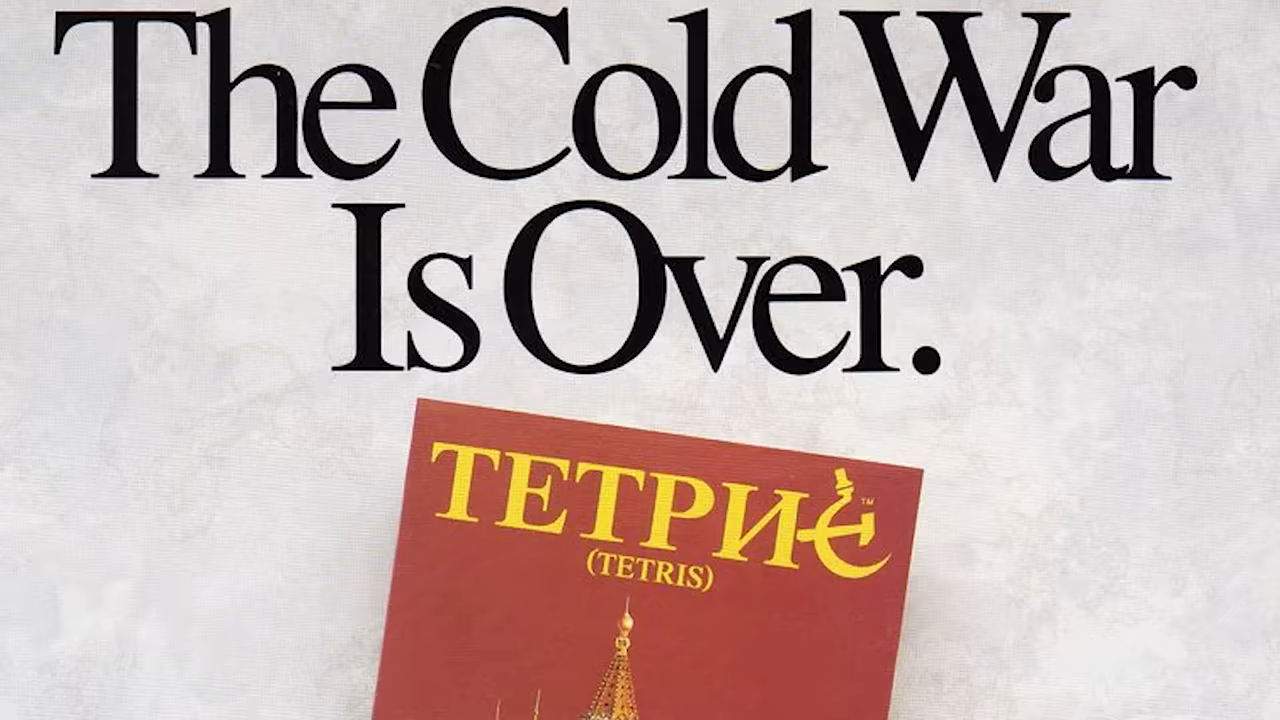 The Cold War
Is Over.
ТЕТРИС™
(TETRIS)